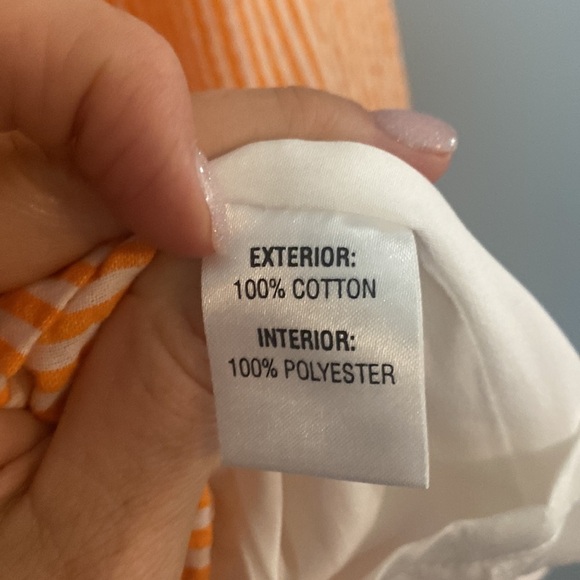 EXTERIOR:
100% COTTON
INTERIOR:
100% POLYESTER